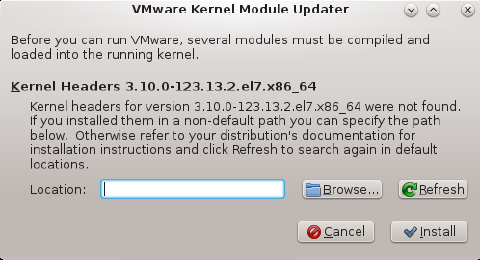 VMware Kernel Module Updater
Before you can run VMware, several modules must be compiled and
loaded into the running kernel.
Kernel Headers 3.10.0-123.13.2.el7.x86_64
Kernel headers for version 3.10.0-123.13.2.el7.x86_64 were not found.
If you installed them in a non-default path you can specify the path
below.  Otherwise refer to your distribution's documentation for
installation instructions and click Refresh to search again in default
locations.
Location:
Browse...
Refresh
Cancel
Install